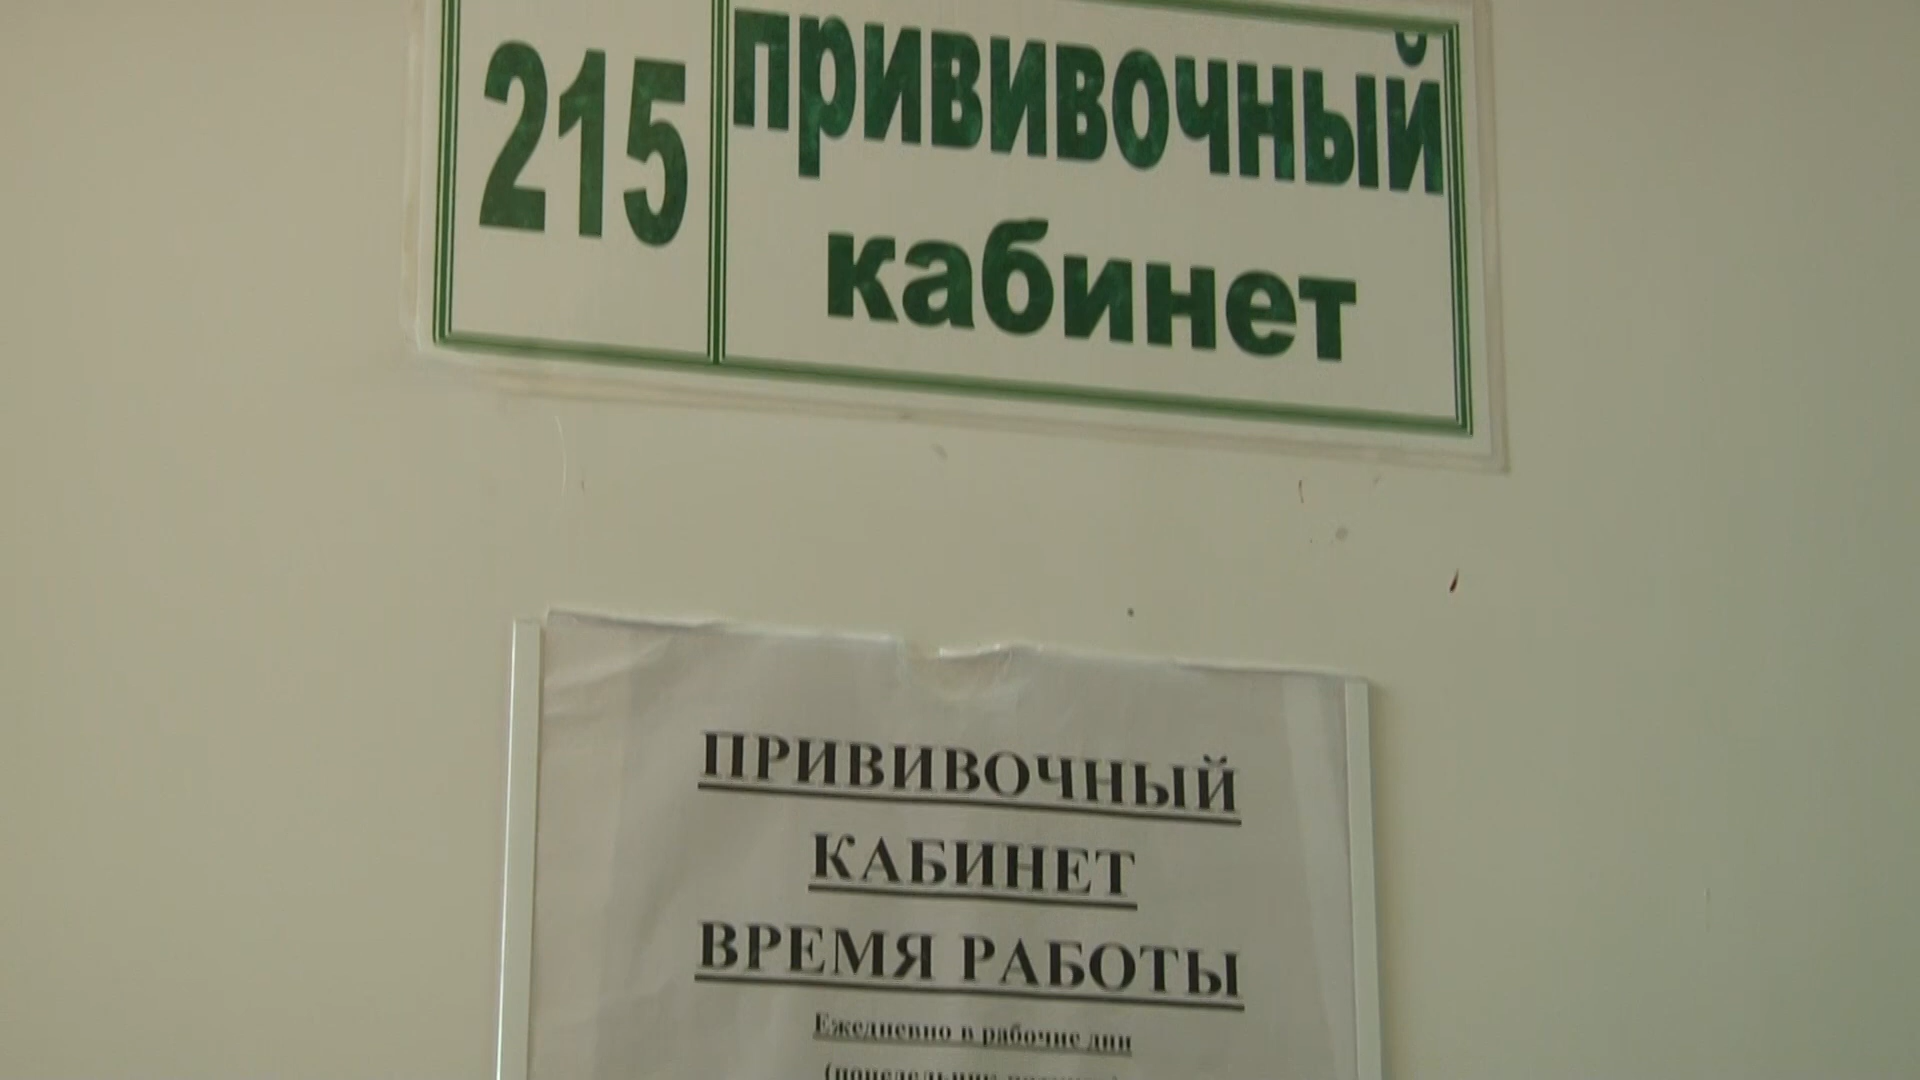 215
прививочный
кабинет
ПРИВИВОЧНЫЙ
КАБИНЕТ
ВРЕМЯ РАБОТЫ
Ежедневно в рабочие дни